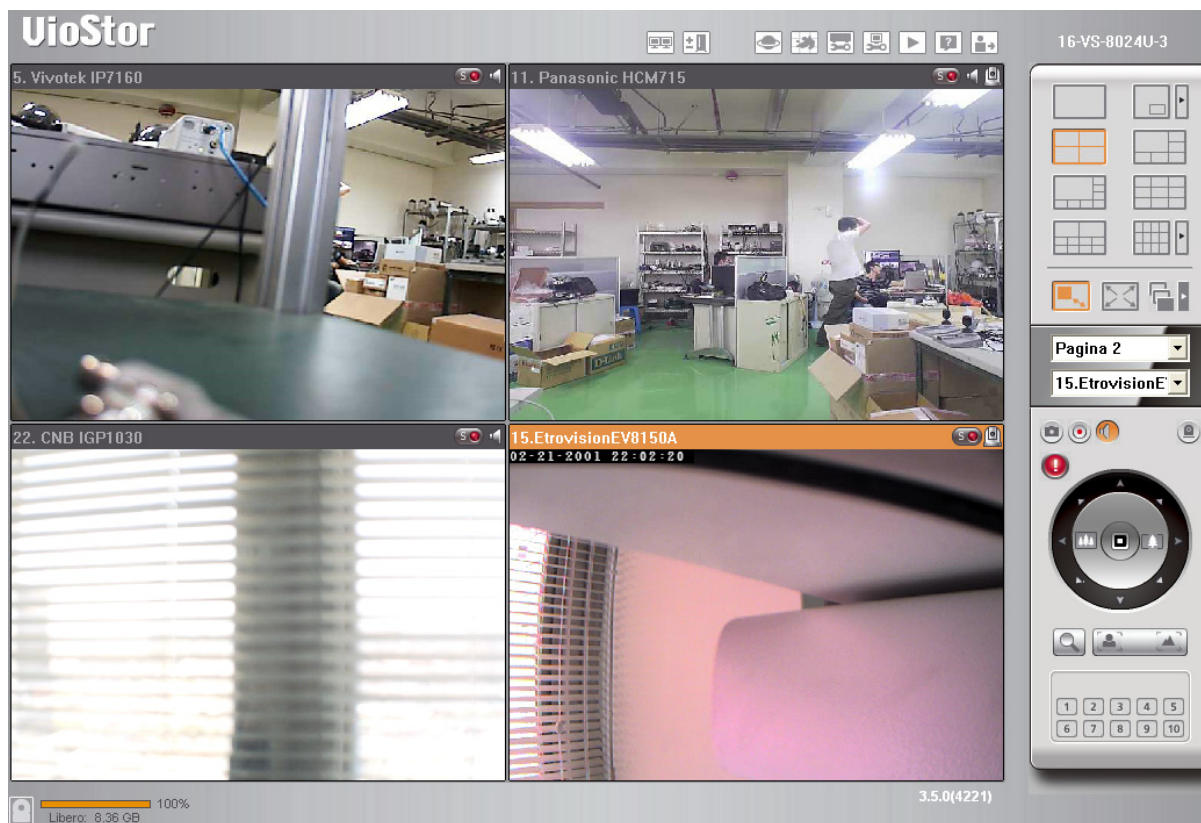 VioStor
16-VS-8024U-3
5. Vivotek IP7160
S
11. Panasonic HCM715
S
Pagina 2
15.EtrovisionE
D-Link
22. CNB IGP1030
S
15.EtrovisionEV8150A
S
02-21-2001 22:02:20
1 2 3 4 5
6 7 8 9 10
3.5.0(4221)
100%
Libero: 8.36 GB